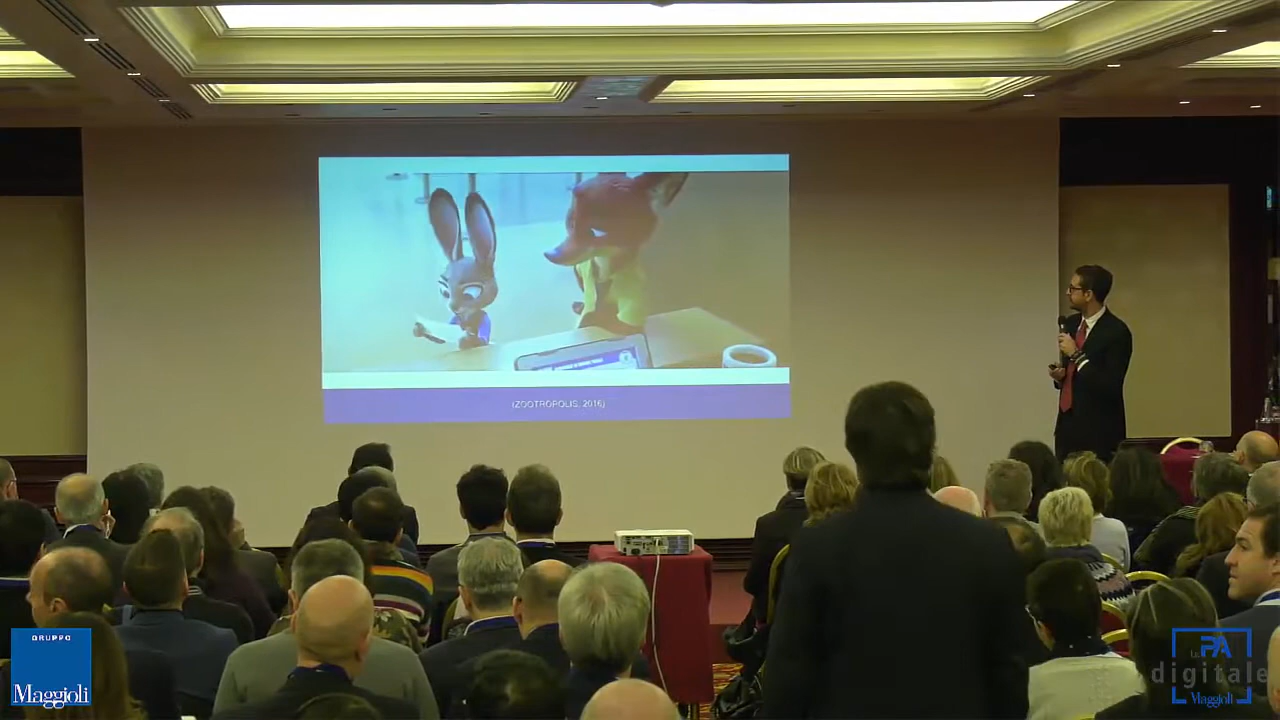 (ZOOTROPOLIS, 2016)
GRUPPO
Maggioli
La PA
digitale
Maggioli